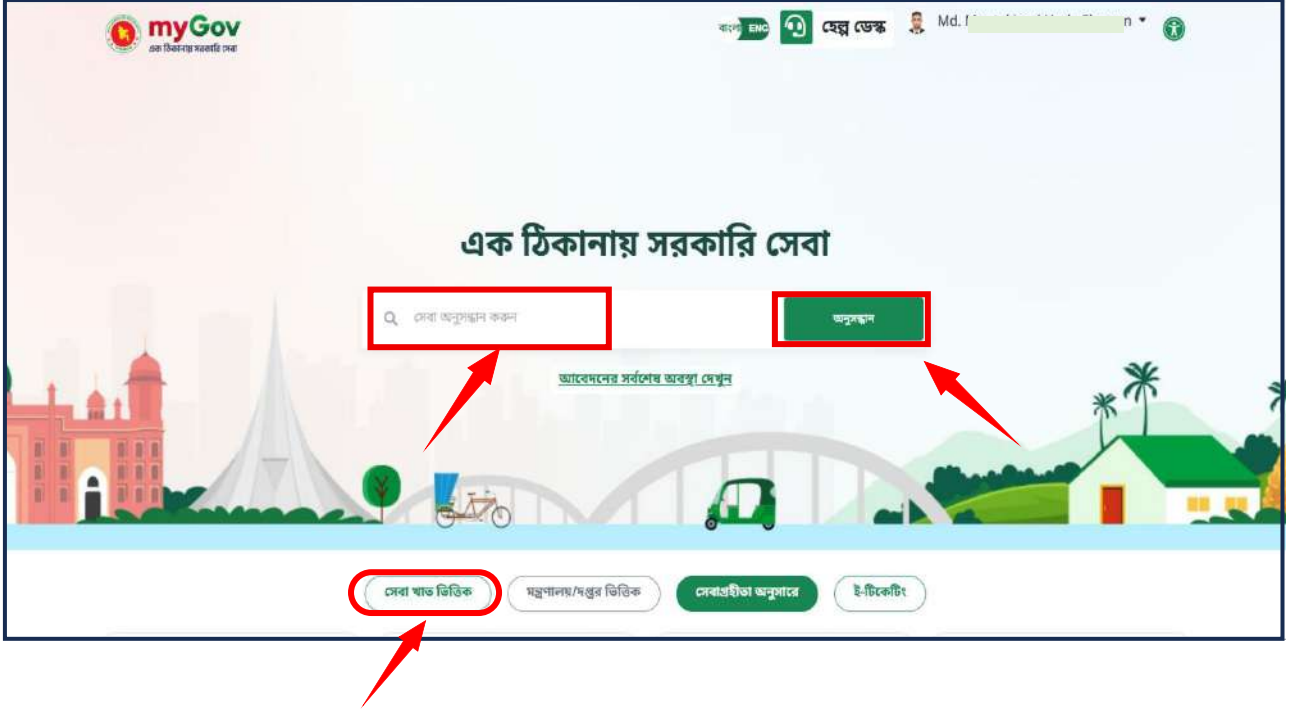 myGov
এক ঠিকানায় সরকারি সেবা
বাংলা ENG
হেল্প ডেস্ক
Md.
এক ঠিকানায় সরকারি সেবা
সেবা অনুসন্ধান করুন
অনুসন্ধান
আবেদনের সর্বশেষ অবস্থা দেখুন
সেবা খাত ভিত্তিক
মন্ত্রণালয়/দপ্তর ভিত্তিক
সেবাগ্রহীতা অনুসারে
ই-টিকেটিং